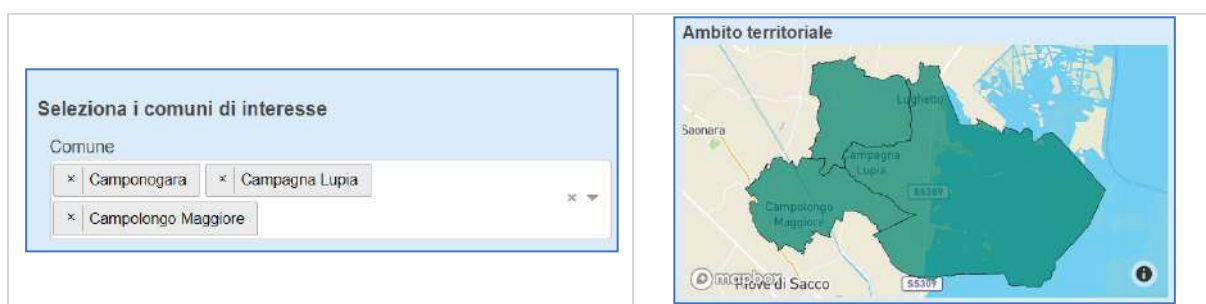 Seleziona i comuni di interesse
Comune
× Camponogara × Campagna Lupia
× Campolongo Maggiore
Ambito territoriale
Lughetto
Saonara
Campagna
Lupia
SS309
Campolongo
Maggiore
mapbox
Piove di Sacco
SS309